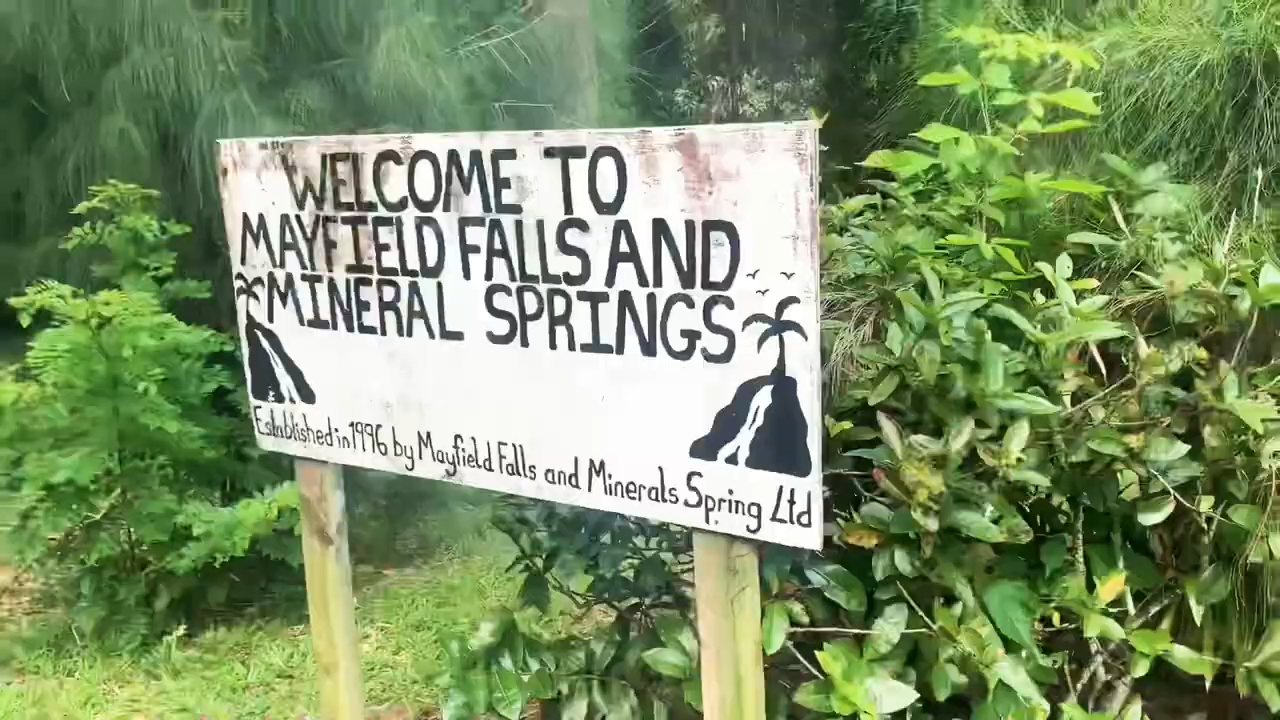 WELCOME TO
MAYFIELD FALLS AND
MINERAL SPRINGS
Established in 1996 by Mayfield Falls and Minerals Spring Ltd